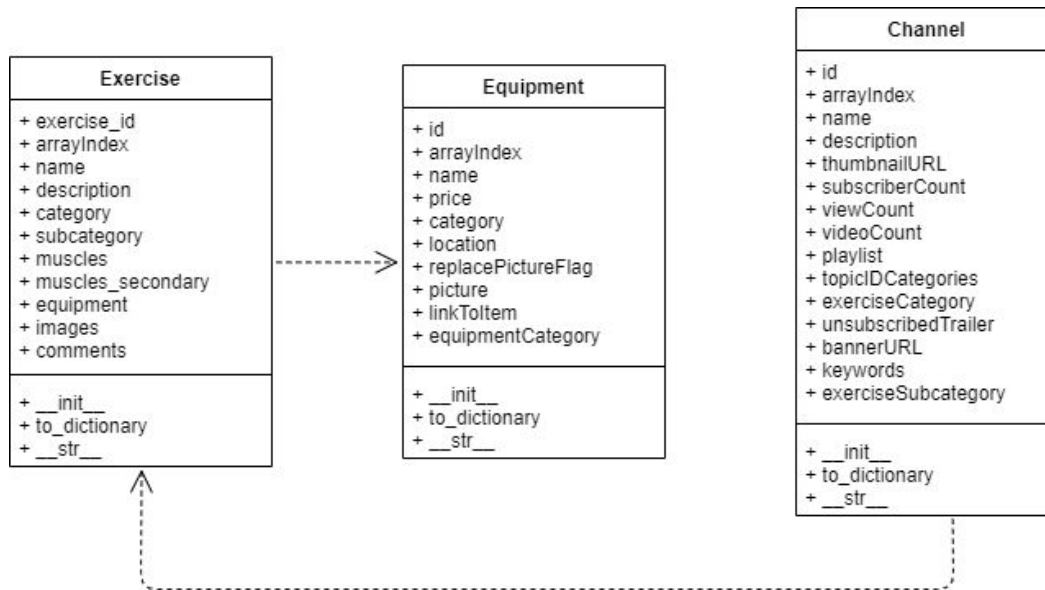 Exercise
+ exercise_id
+ arrayIndex
+ name
+ description
+ category
+ subcategory
+ muscles
+ muscles_secondary
+ equipment
+ images
+ comments
+ __init__
+ to_dictionary
+ __str__
Equipment
+ id
+ arrayIndex
+ name
+ price
+ category
+ location
+ replacePictureFlag
+ picture
+ linkToItem
+ equipmentCategory
+ __init__
+ to_dictionary
+ __str__
Channel
+ id
+ arrayIndex
+ name
+ description
+ thumbnailURL
+ subscriberCount
+ viewCount
+ videoCount
+ playlist
+ topicIDCategories
+ exerciseCategory
+ unsubscribedTrailer
+ bannerURL
+ keywords
+ exerciseSubcategory
+ __init__
+ to_dictionary
+ __str__